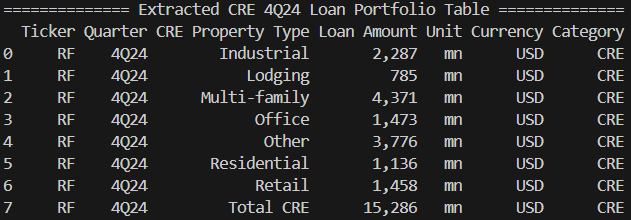 ============== Extracted CRE 4Q24 Loan Portfolio Table ==============
Ticker Quarter CRE Property Type Loan Amount Unit Currency Category
0 RF 4Q24 Industrial 2,287 mn USD CRE
1 RF 4Q24 Lodging 785 mn USD CRE
2 RF 4Q24 Multi-family 4,371 mn USD CRE
3 RF 4Q24 Office 1,473 mn USD CRE
4 RF 4Q24 Other 3,776 mn USD CRE
5 RF 4Q24 Residential 1,136 mn USD CRE
6 RF 4Q24 Retail 1,458 mn USD CRE
7 RF 4Q24 Total CRE 15,286 mn USD CRE